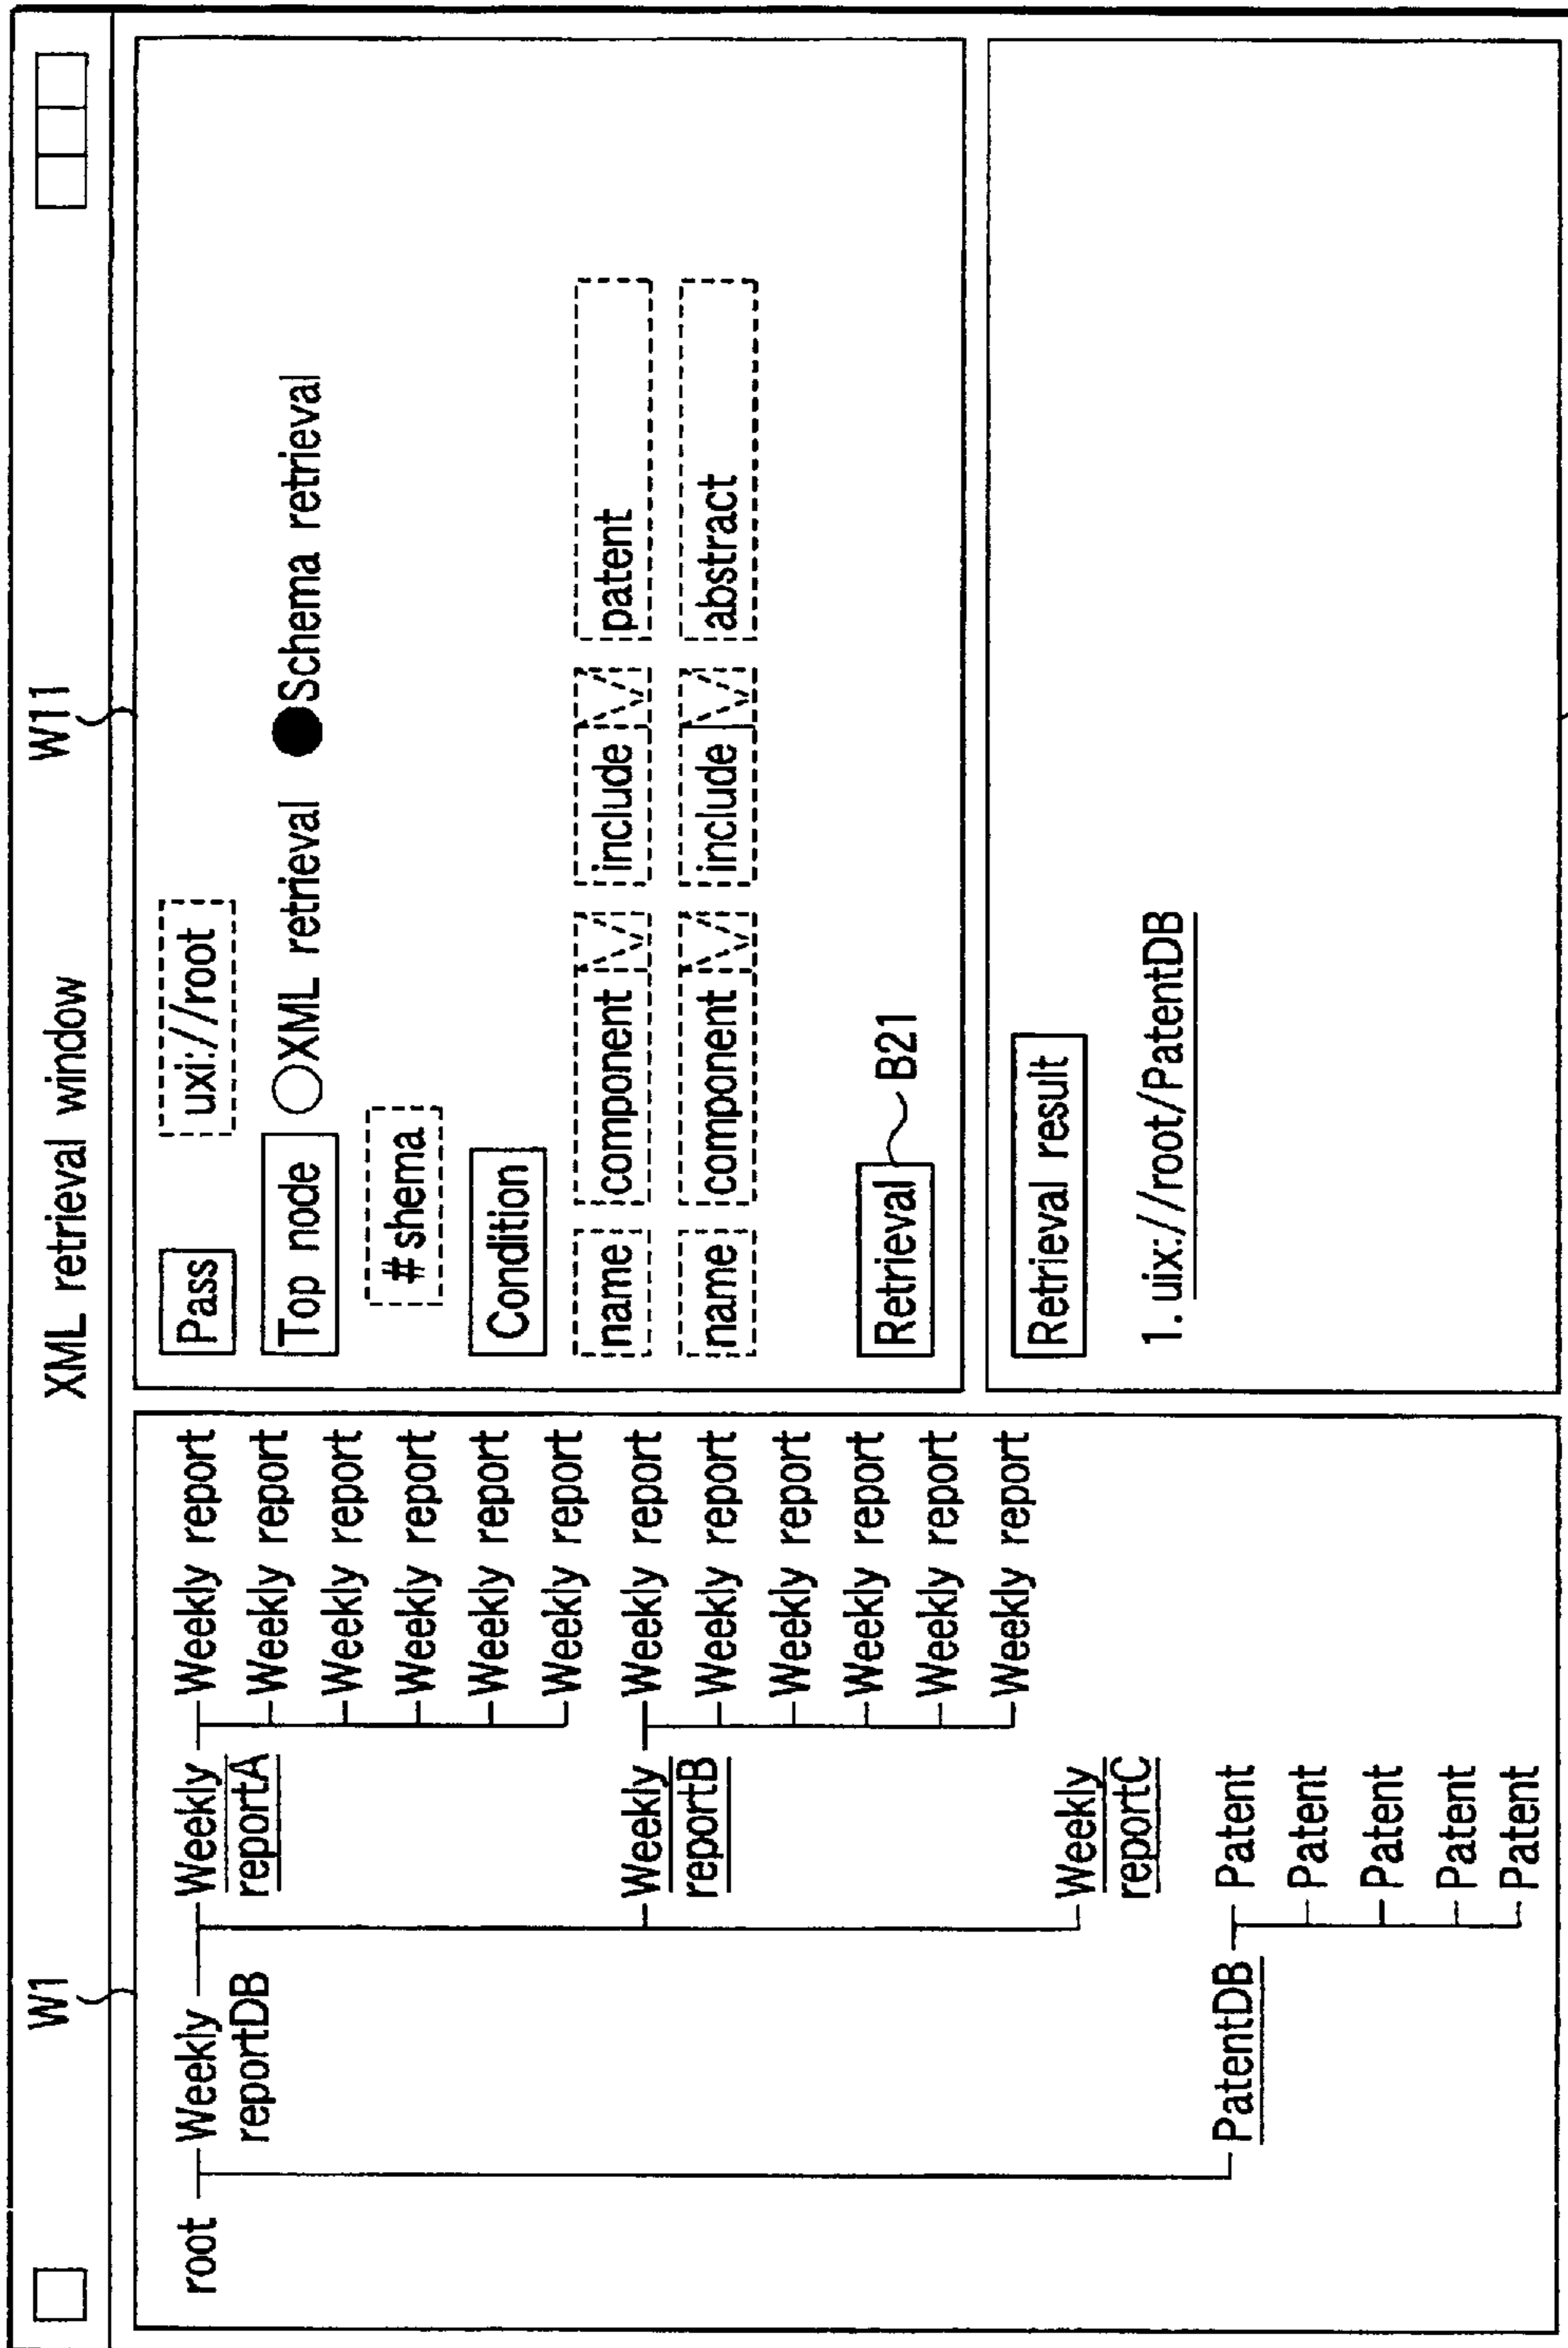 W1
W11
XML retrieval window
root
Weekly
reportDB
Weekly
reportA
Weekly report
Weekly report
Weekly report
Weekly report
Weekly report
Weekly report
Weekly
reportB
Weekly report
Weekly report
Weekly report
Weekly report
Weekly report
Weekly report
Weekly
reportC
PatentDB
Patent
Patent
Patent
Patent
Patent
Pass uxi://root
Top node XML retrieval Schema retrieval
#shema
Condition
name component include patent
name component include abstract
Retrieval B21
Retrieval result
1. uix://root/PatentDB